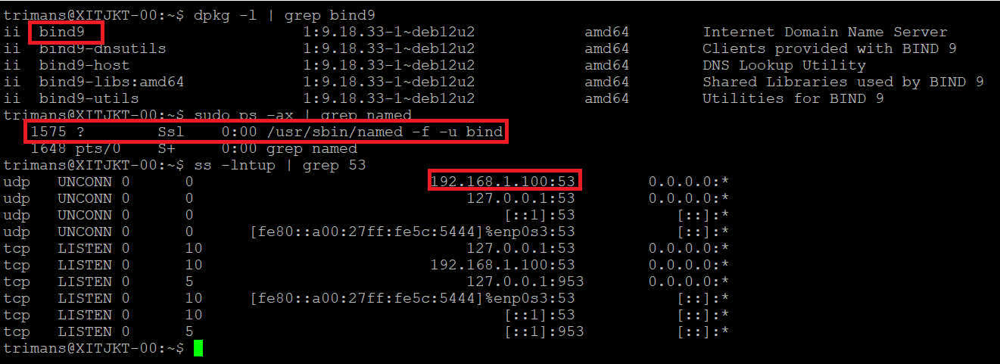 trimans@XITJKT-00:~$ dpkg -l | grep bind9
ii  bind9                        1:9.18.33-1~deb12u2            amd64        Internet Domain Name Server
ii  bind9-dnsutils               1:9.18.33-1~deb12u2            amd64        Clients provided with BIND 9
ii  bind9-host                   1:9.18.33-1~deb12u2            amd64        DNS Lookup Utility
ii  bind9-libs:amd64             1:9.18.33-1~deb12u2            amd64        Shared Libraries used by BIND 9
ii  bind9-utils                  1:9.18.33-1~deb12u2            amd64        Utilities for BIND 9
trimans@XITJKT-00:~$ sudo ps -ax | grep named
   1575 ?        Ssl    0:00 /usr/sbin/named -f -u bind
   1648 pts/0    S+     0:00 grep named
trimans@XITJKT-00:~$ ss -lntup | grep 53
udp   UNCONN 0      0                          192.168.1.100:53        0.0.0.0:*
udp   UNCONN 0      0                              127.0.0.1:53        0.0.0.0:*
udp   UNCONN 0      0                                  [::1]:53           [::]:*
udp   UNCONN 0      0      [fe80::a00:27ff:fe5c:5444]%enp0s3:53           [::]:*
tcp   LISTEN 0      10                             127.0.0.1:53        0.0.0.0:*
tcp   LISTEN 0      10                         192.168.1.100:53        0.0.0.0:*
tcp   LISTEN 0      5                              127.0.0.1:953       0.0.0.0:*
tcp   LISTEN 0      10     [fe80::a00:27ff:fe5c:5444]%enp0s3:53           [::]:*
tcp   LISTEN 0      10                                 [::1]:53           [::]:*
tcp   LISTEN 0      5                                  [::1]:953          [::]:*
trimans@XITJKT-00:~$